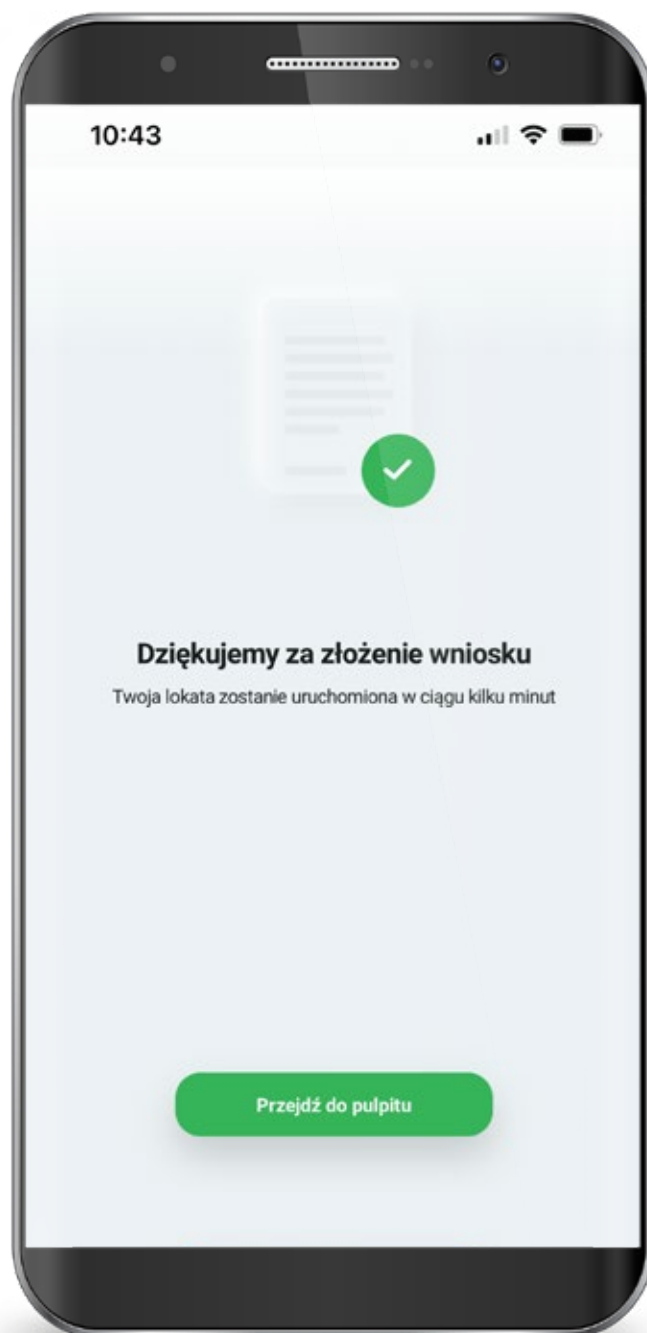 10:43
Dziękujemy za złożenie wniosku
Twoja lokata zostanie uruchomiona w ciągu kilku minut
Przejdź do pulpitu